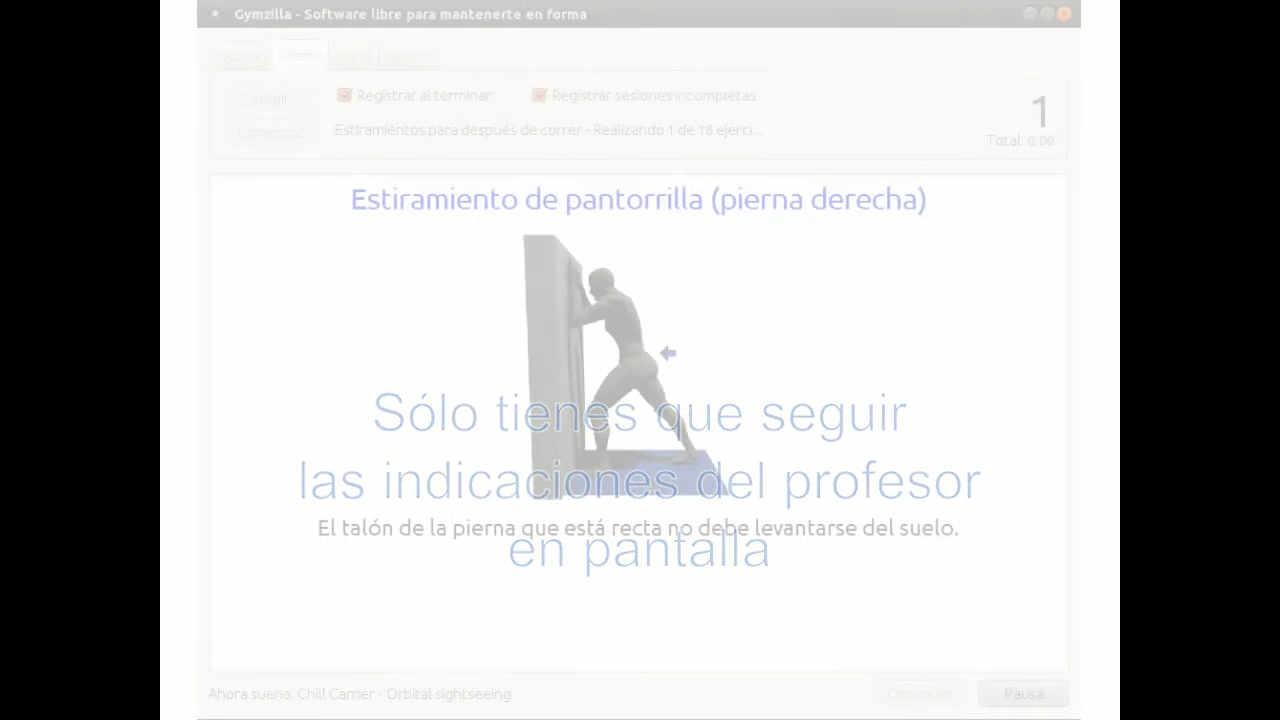 Gymzilla - Software libre para mantenerte en forma
Registrar al terminar
Registrar sesiones incompletas
1
Comentar
Estiramientos para después de correr - Realizando 1 de 18 ejerci...
Total: 0:00
Estiramiento de pantorrilla (pierna derecha)
Sólo tienes que seguir
las indicaciones del profesor
El talón de la pierna que está recta no debe levantarse del suelo.
en pantalla
Ahora suena: Chill Carrier - Orbital sightseeing
Continuar
Pausa